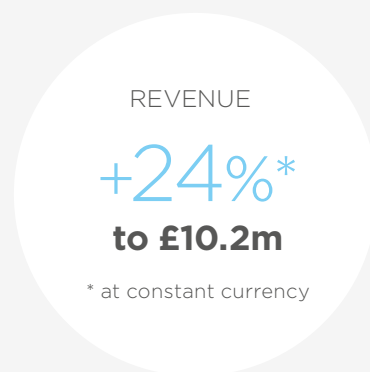 REVENUE
+24%*
to £10.2m
* at constant currency